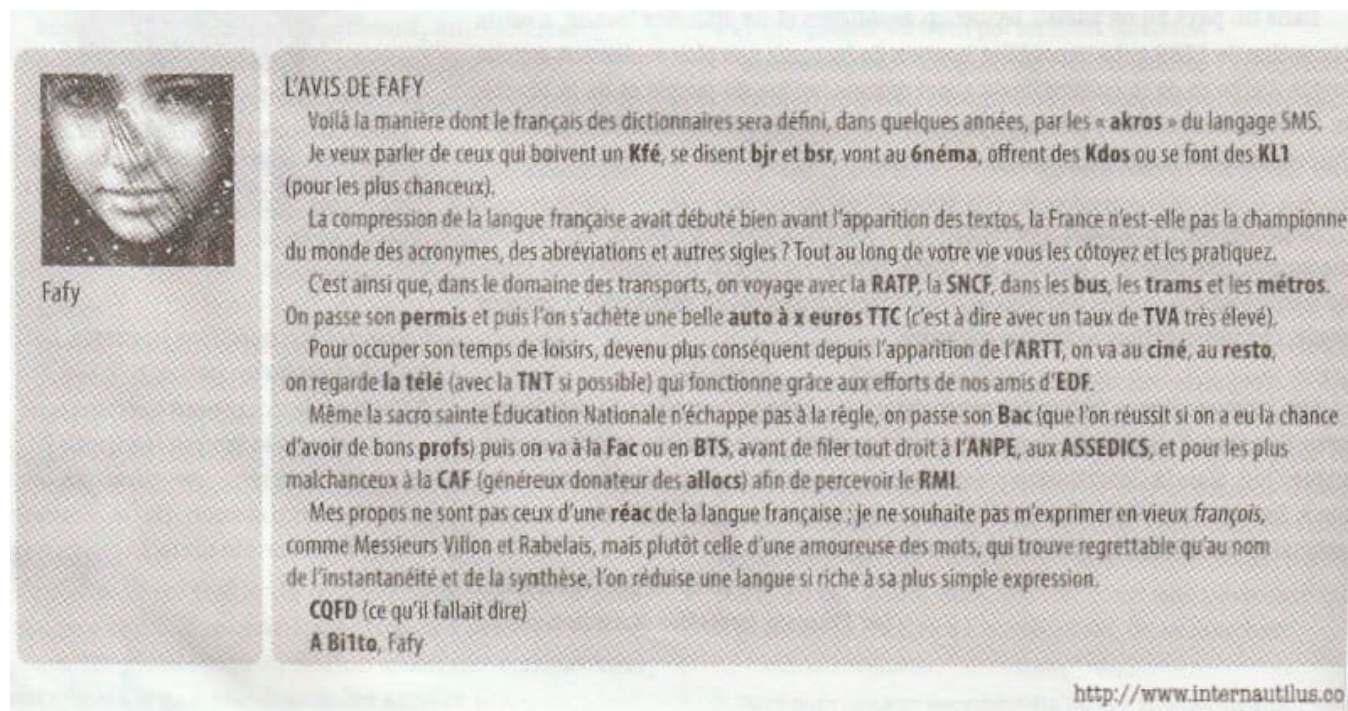 L'AVIS DE FAFY
Voilà la manière dont le français des dictionnaires sera défini, dans quelques années, par les « akros » du langage SMS.
Je veux parler de ceux qui boivent un Kfé, se disent bjr et bsr, vont au 6néma, offrent des Kdos ou se font des KL1
(pour les plus chanceux).
La compression de la langue française avait débuté bien avant l'apparition des textos, la France n'est-elle pas la championne
du monde des acronymes, des abréviations et autres sigles ? Tout au long de votre vie vous les côtoyez et les pratiquez.
C'est ainsi que, dans le domaine des transports, on voyage avec la RATP, la SNCF, dans les bus, les trams et les métros.
On passe son permis et puis l'on s'achète une belle auto à x euros TTC (c'est à dire avec un taux de TVA très élevé).
Pour occuper son temps de loisirs, devenu plus conséquent depuis l'apparition de l'ARTT, on va au ciné, au resto,
on regarde la télé (avec la TNT si possible) qui fonctionne grâce aux efforts de nos amis d'EDF.
Même la sacro sainte Éducation Nationale n'échappe pas à la règle, on passe son Bac (que l'on réussit si on a eu la chance
d'avoir de bons profs) puis on va à la Fac ou en BTS, avant de filer tout droit à l'ANPE, aux ASSEDICS, et pour les plus
malchanceux à la CAF (généreux donateur des allocs) afin de percevoir le RMI.
Mes propos ne sont pas ceux d'une réac de la langue française ; je ne souhaite pas m'exprimer en vieux françois,
comme Messieurs Villon et Rabelais, mais plutôt celle d'une amoureuse des mots, qui trouve regrettable qu'au nom
de l'instantanéité et de la synthèse, l'on réduise une langue si riche à sa plus simple expression.
CQFD (ce qu'il fallait dire)
A Bi1to, Fafy
Fafy
http://www.internautilus.co